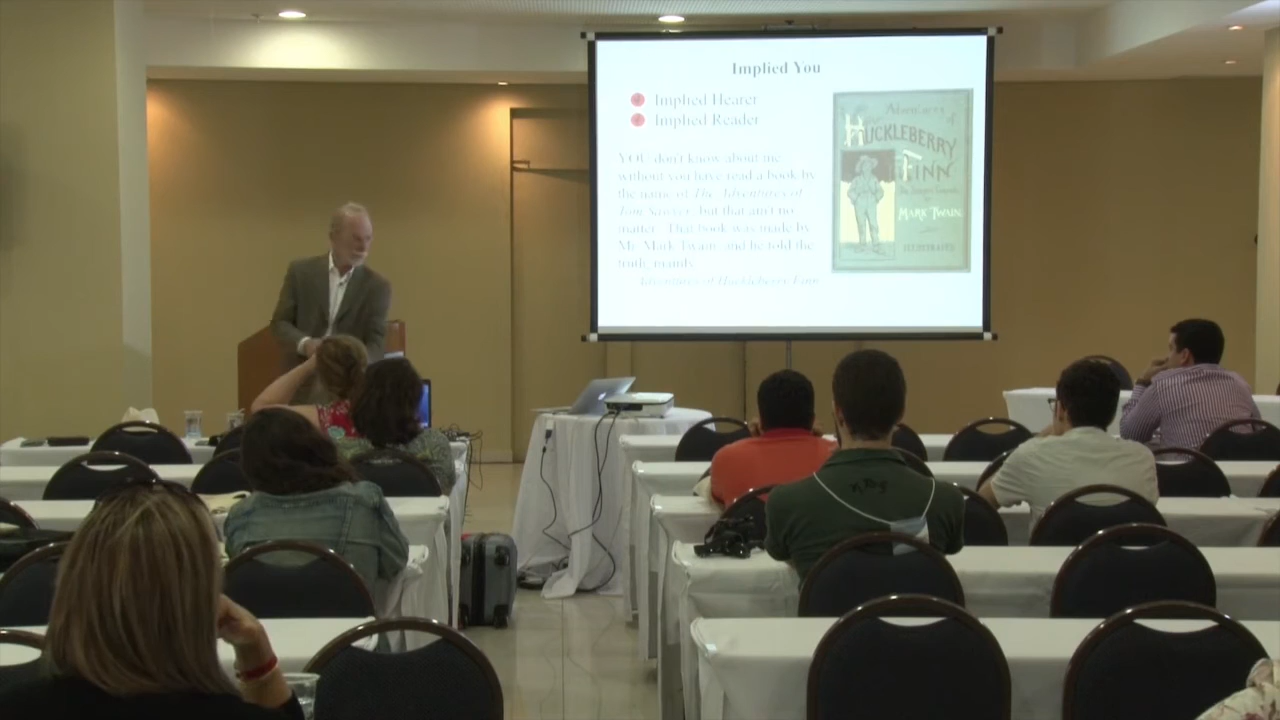 Implied You
Implied Hearer
Implied Reader
YOU don't know about me
without you have read a book by
the name of The Adventures of
Tom Sawyer, but that ain't no
matter. That book was made by
Mr. Mark Twain, and he told the
truth, mainly.
Adventures of Huckleberry Finn
Adventures
of
HUCKLEBERRY
FINN
MARK TWAIN
ILLUSTRATED